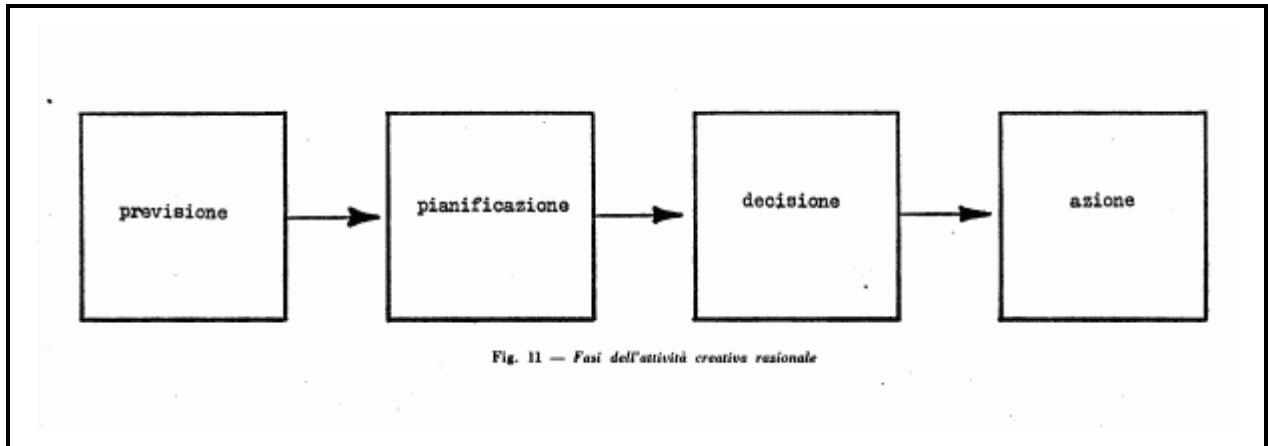 previsione
pianificazione
decisione
azione
Fig. 11 — Fasi dell'attività creativa razionale